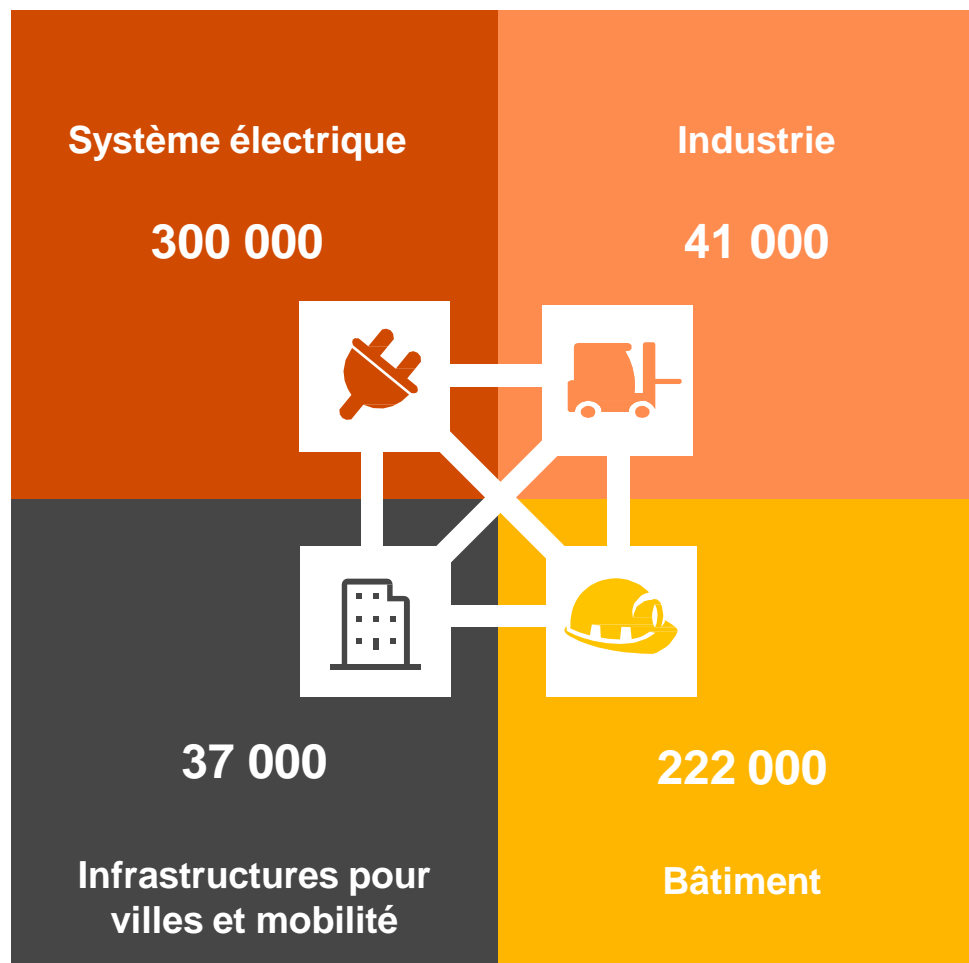 Système électrique
300 000
Industrie
41 000
37 000
Infrastructures pour
villes et mobilité
222 000
Bâtiment